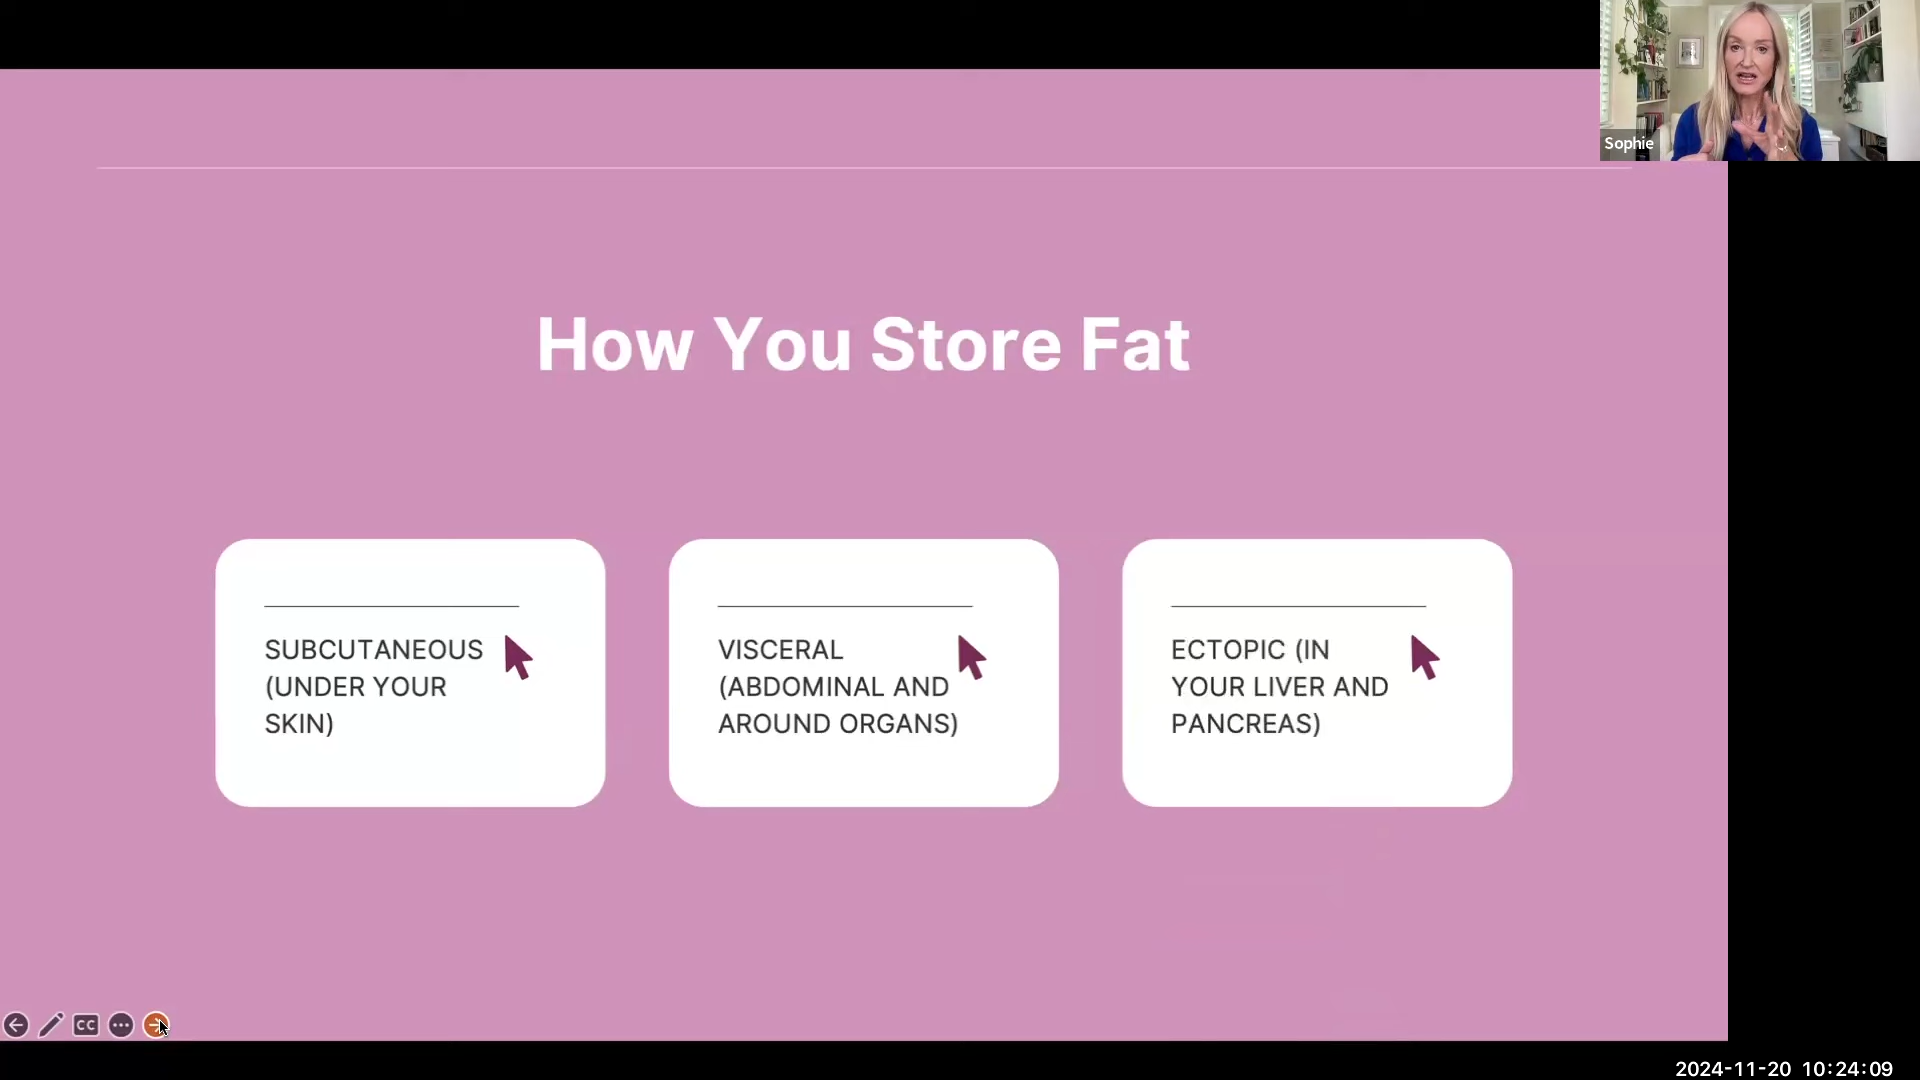 Sophie
How You Store Fat
SUBCUTANEOUS
(UNDER YOUR
SKIN)
VISCERAL
(ABDOMINAL AND
AROUND ORGANS)
ECTOPIC (IN
YOUR LIVER AND
PANCREAS)
CC
2024-11-20 10:24:09